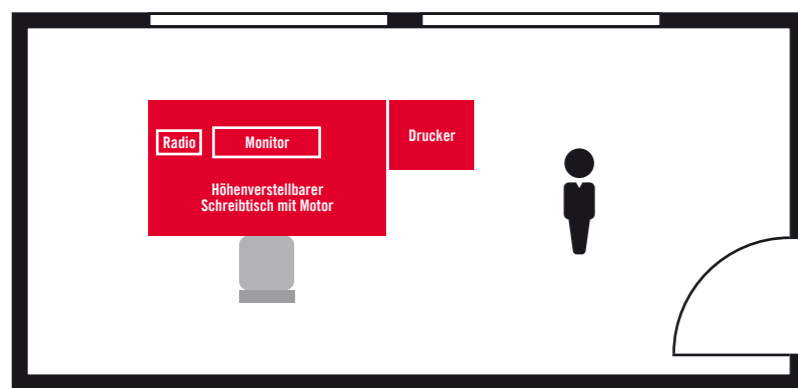 Radio
Monitor
Drucker
Höhenverstellbarer
Schreibtisch mit Motor